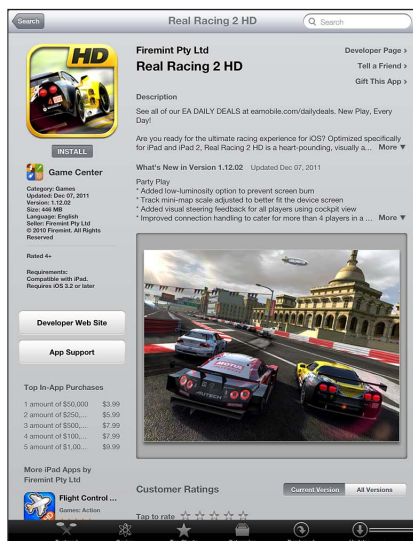 Search
Real Racing 2 HD
Search
HD
INSTALL
Game Center
Category: Games
Updated: Dec 07, 2011
Version: 1.12.02
Size: 446 MB
Language: English
Seller: Firemint Pty Ltd
© 2010 Firemint. All Rights
Reserved
Rated 4+
Requirements:
Compatible with iPad.
Requires iOS 3.2 or later
Developer Web Site
App Support
Top In-App Purchases
1 amount of $50,000 $3.99
2 amount of $250,... $5.99
3 amount of $500,... $7.99
4 amount of $100,... $7.99
5 amount of $1,00... $9.99
More iPad Apps by
Firemint Pty Ltd
Flight Control ...
Games: Action
Firemint Pty Ltd
Real Racing 2 HD
Developer Page ›
Tell a Friend ›
Gift This App ›
Description
See all of our EA DAILY DEALS at eamobile.com/dailydeals. New Play, Every
Day!
Are you ready for the ultimate racing experience for iOS? Optimized specifically
for iPad and iPad 2, Real Racing 2 HD is a heart-pounding, visually a... More ▼
What's New in Version 1.12.02 Updated Dec 07, 2011
Party Play
* Added low-luminosity option to prevent screen burn
* Track mini-map scale adjusted to better fit the device screen
* Added visual steering feedback for all players using cockpit view
* Improved connection handling to cater for more than 4 players in a ... More ▼
MOTUL
AUTECH
Customer Ratings
Current Version
All Versions
Tap to rate